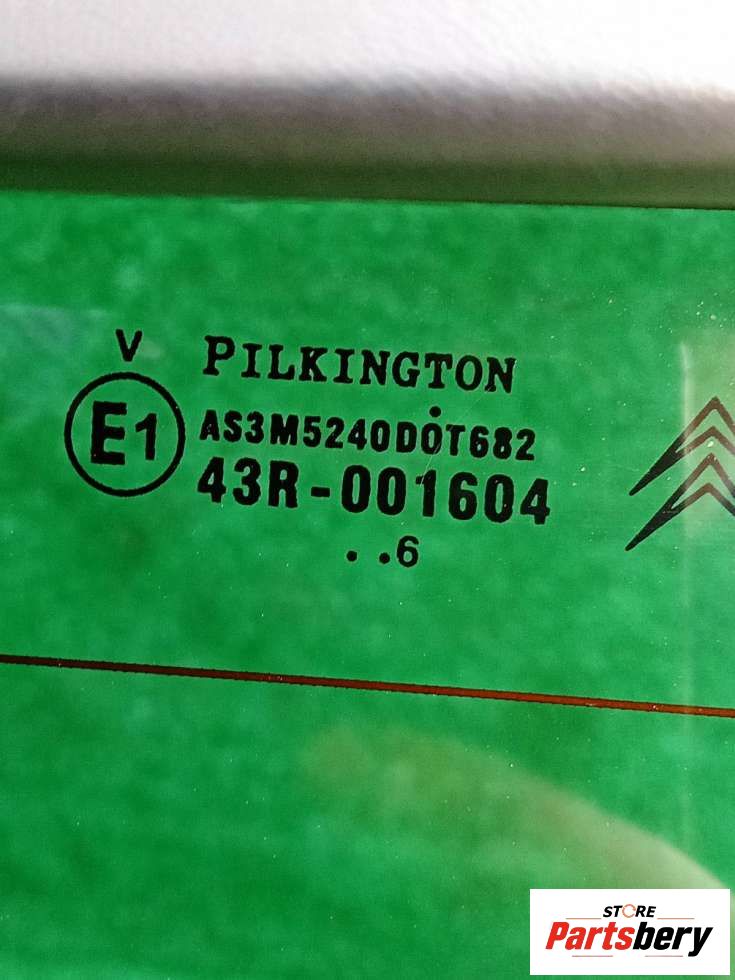 V PILKINGTON
E1 AS3M5240DOT682
43R-001604
..6
STORE
Partsbery